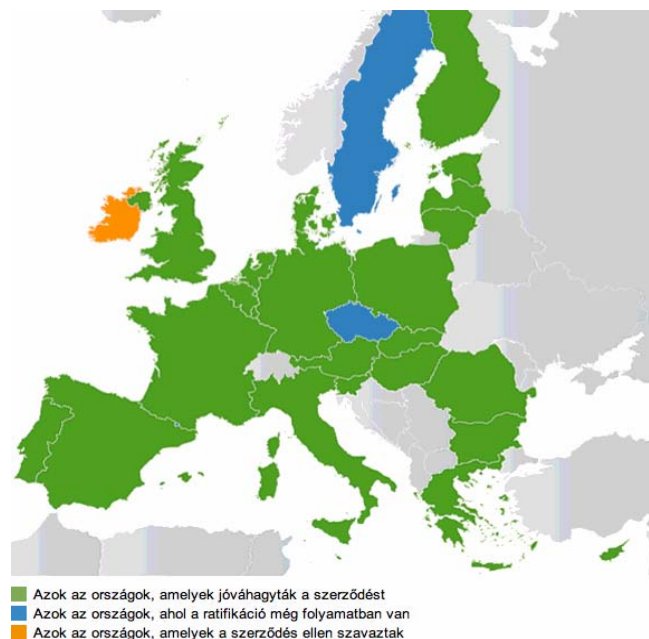 Azok az országok, amelyek jóváhagyták a szerződést
Azok az országok, ahol a ratifikáció még folyamatban van
Azok az országok, amelyek a szerződés ellen szavaztak